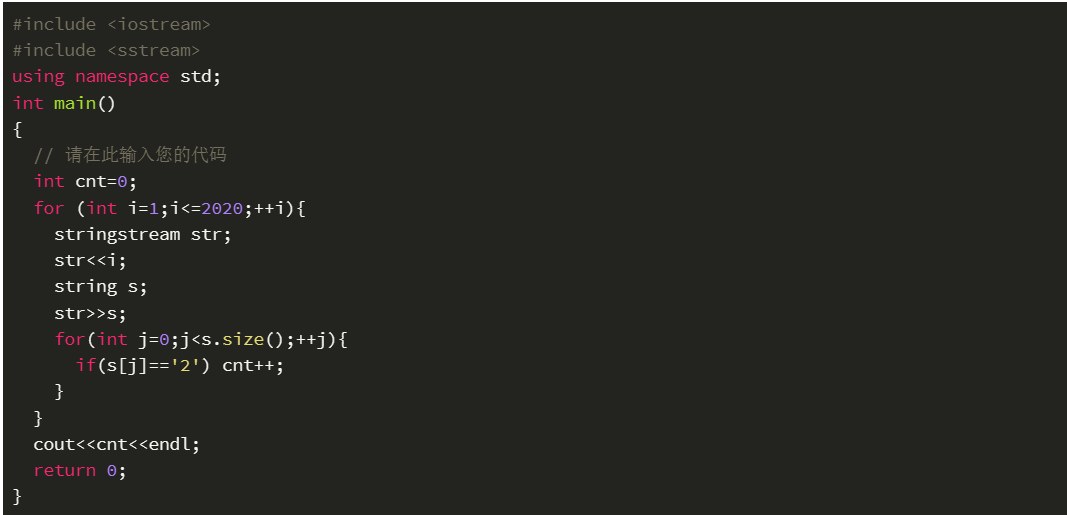 #include <iostream>
#include <sstream>
using namespace std;
int main()
{
  // 请在此输入您的代码
  int cnt=0;
  for (int i=1;i<=2020;++i){
    stringstream str;
    str<<i;
    string s;
    str>>s;
    for(int j=0;j<s.size();++j){
      if(s[j]=='2') cnt++;
    }
  }
  cout<<cnt<<endl;
  return 0;
}